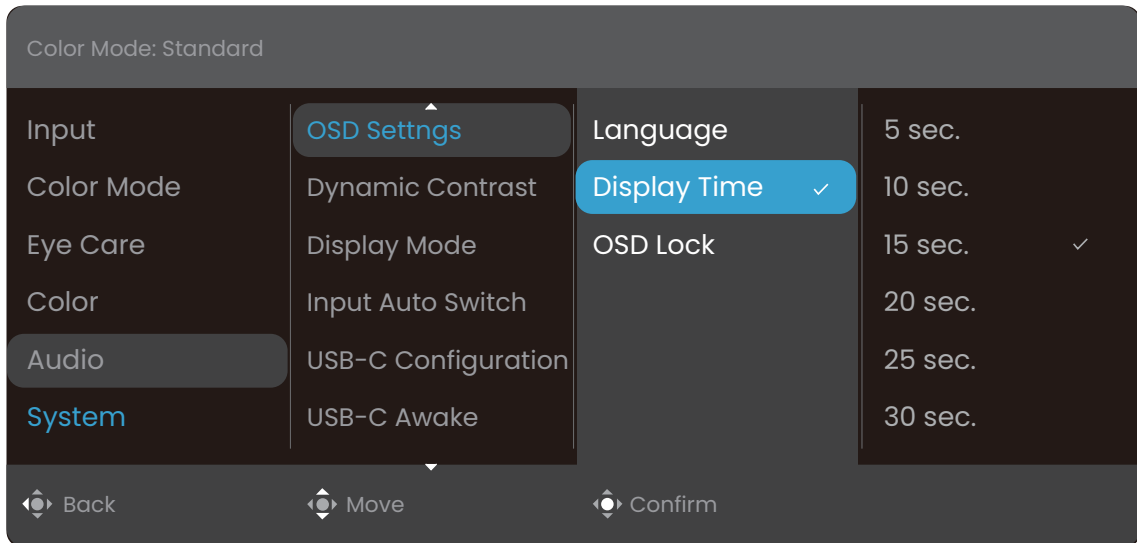 Color Mode: Standard
Input
Color Mode
Eye Care
Color
Audio
System
OSD Settngs
Dynamic Contrast
Display Mode
Input Auto Switch
USB-C Configuration
USB-C Awake
Language
Display Time
OSD Lock
5 sec.
10 sec.
15 sec.
20 sec.
25 sec.
30 sec.
Back
Move
Confirm